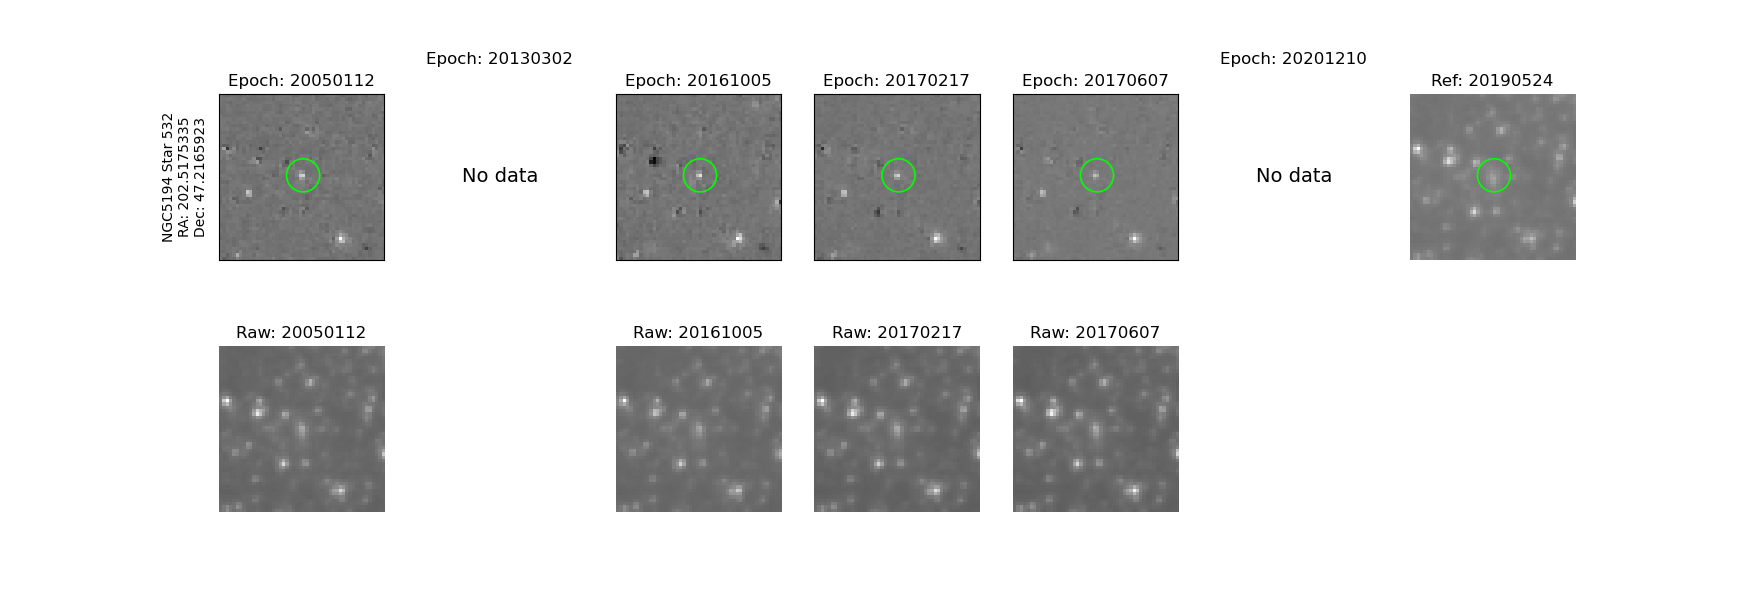 Epoch: 20130302
Epoch: 20201210
Epoch: 20050112
Epoch: 20161005
Epoch: 20170217
Epoch: 20170607
Ref: 20190524
NGC5194 Star 532
RA: 202.5175335
Dec: 47.2165923
No data
No data
Raw: 20050112
Raw: 20161005
Raw: 20170217
Raw: 20170607